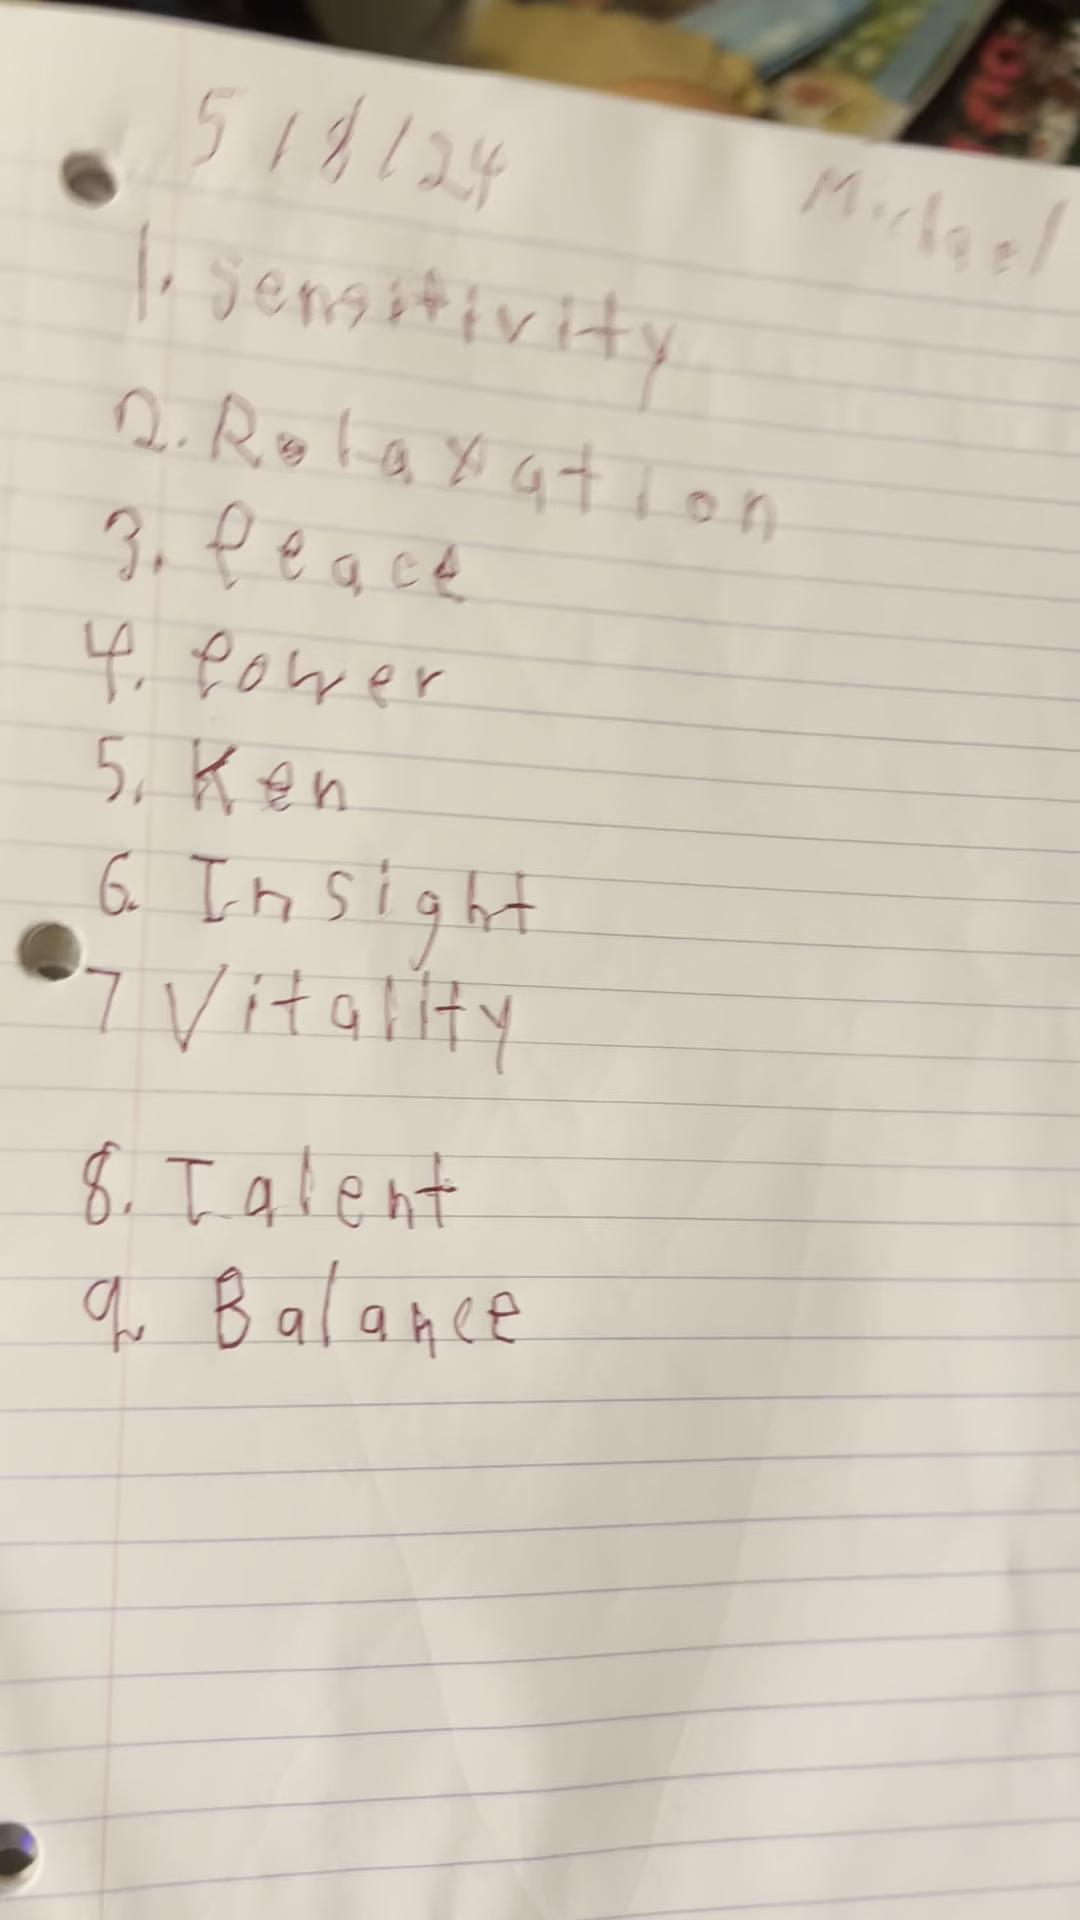 5/8/24
Michael
1. Sensitivity
2. Relaxation
3. Peace
4. Power
5. Ken
6. Insight
7 Vitality
8. Talent
9. Balance